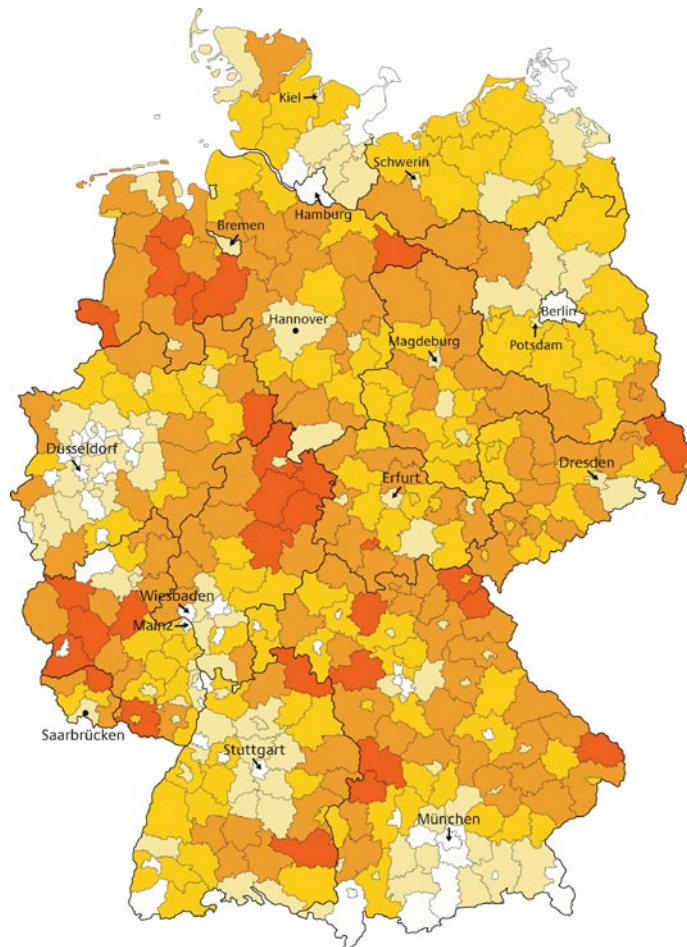 Kiel
Schwerin
Hamburg
Bremen
Berlin
Hannover
Potsdam
Magdeburg
Düsseldorf
Erfurt
Dresden
Wiesbaden
Mainz
Saarbrücken
Stuttgart
München